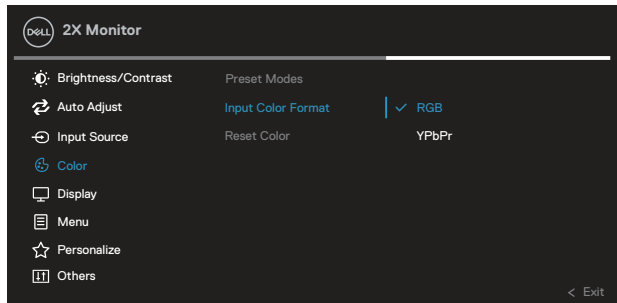 DELL 2X Monitor
Brightness/Contrast Preset Modes
Auto Adjust Input Color Format ✓ RGB
Input Source Reset Color YPbPr
Color
Display
Menu
Personalize
Others
< Exit